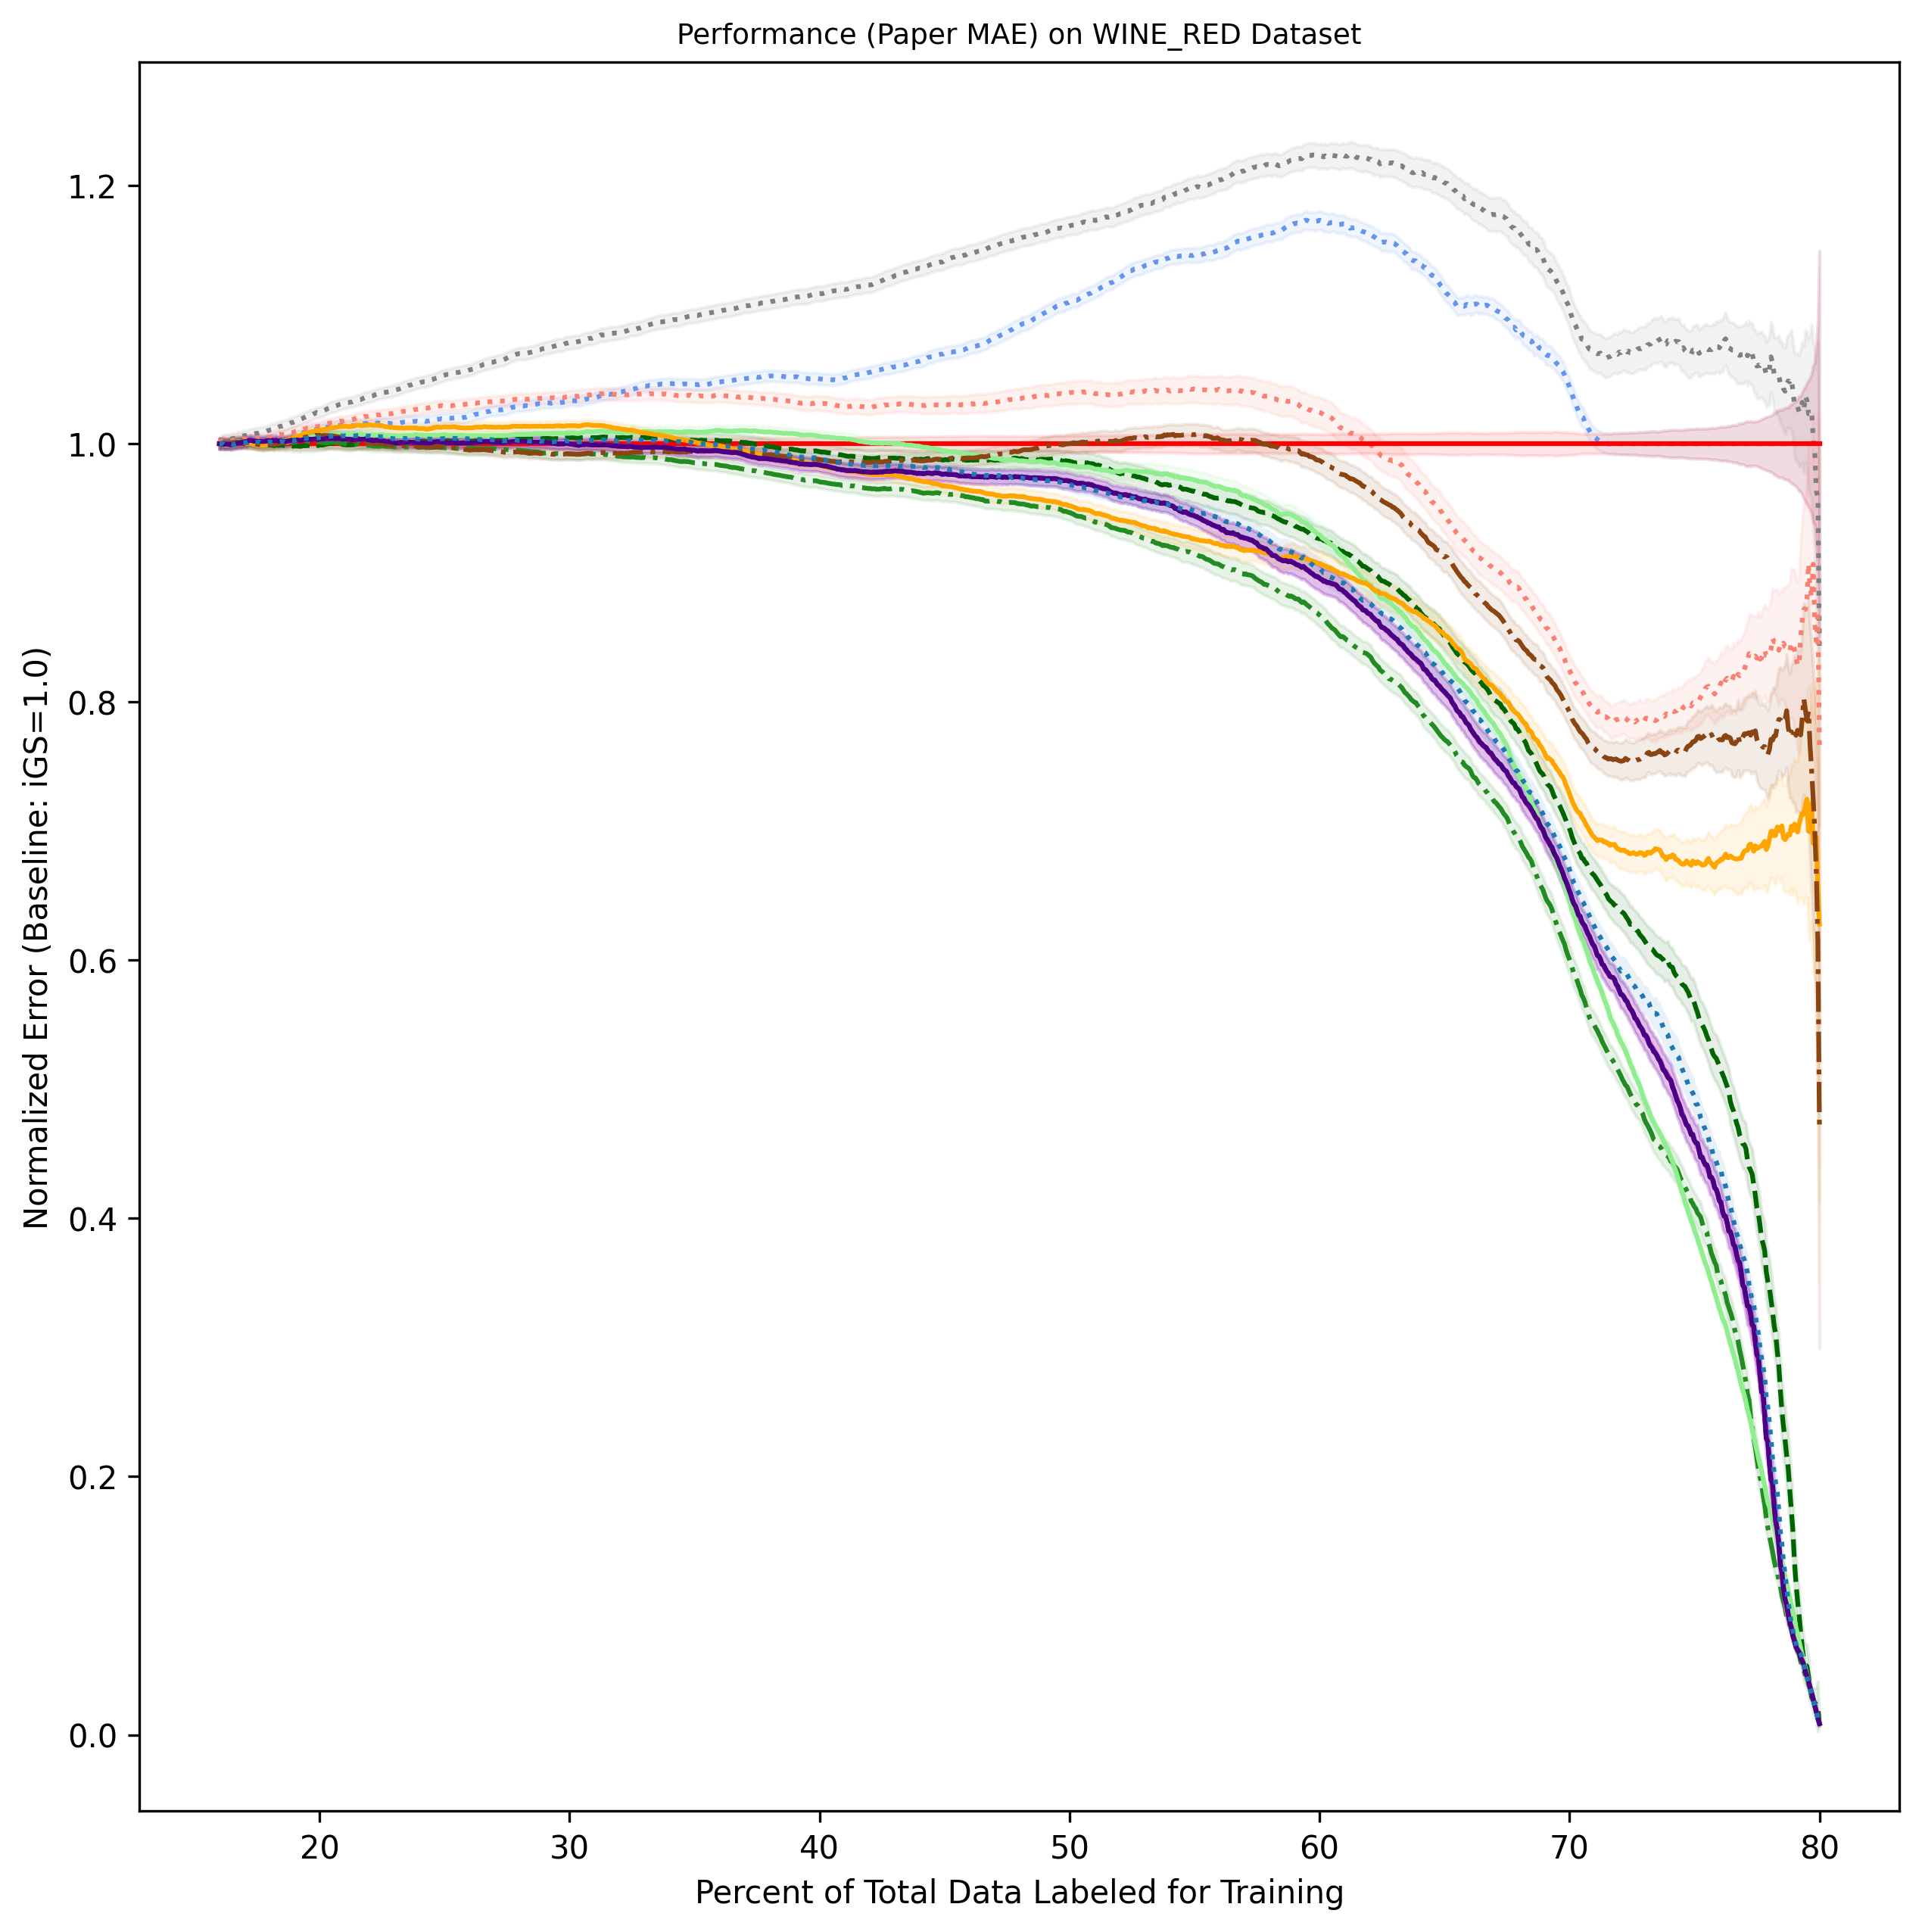 Performance (Paper MAE) on WINE_RED Dataset
Normalized Error (Baseline: iGS=1.0)
1.2
1.0
0.8
0.6
0.4
0.2
0.0
20 30 40 50 60 70 80
Percent of Total Data Labeled for Training